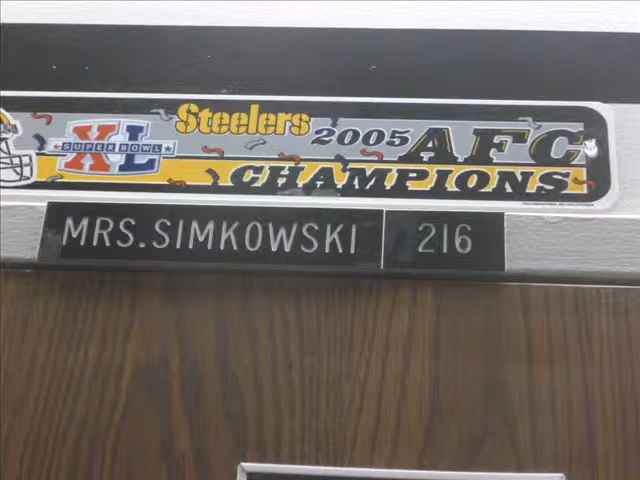 Steelers 2005 AFC
XL
SUPER BOWL
CHAMPIONS
MRS. SIMKOWSKI 216